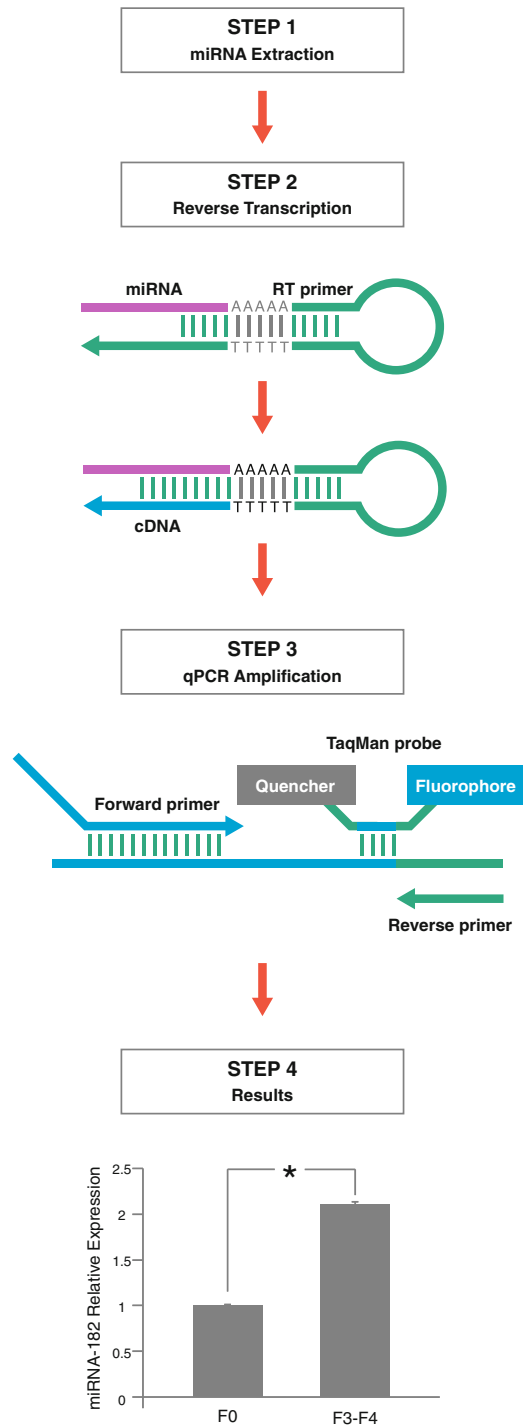 STEP 1
miRNA Extraction
STEP 2
Reverse Transcription
miRNA
RT primer
AAAAA
TTTTT
AAAAA
TTTTT
cDNA
STEP 3
qPCR Amplification
TaqMan probe
Quencher
Fluorophore
Forward primer
Reverse primer
STEP 4
Results
miRNA-182 Relative Expression
2.5
2
1.5
1
0.5
0
*
F0
F3-F4